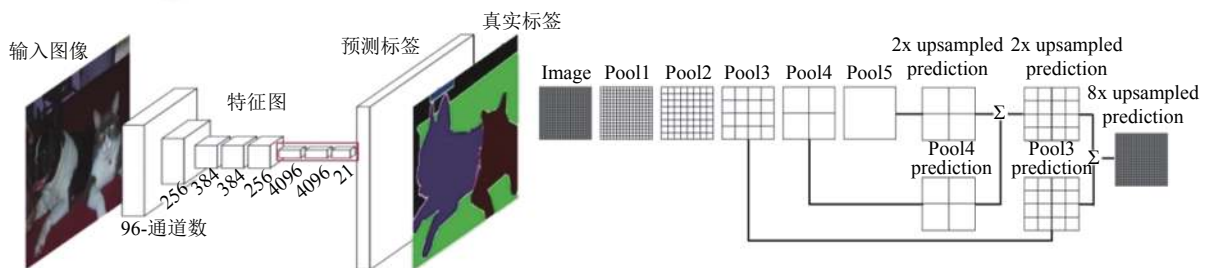 输入图像
特征图
预测标签
真实标签
256
384
384
256
4096
4096
21
96-通道数
Image
Pool1
Pool2
Pool3
Pool4
Pool5
2x upsampled
prediction
2x upsampled
prediction
8x upsampled
prediction
Σ
Σ
Pool4
prediction
Pool3
prediction